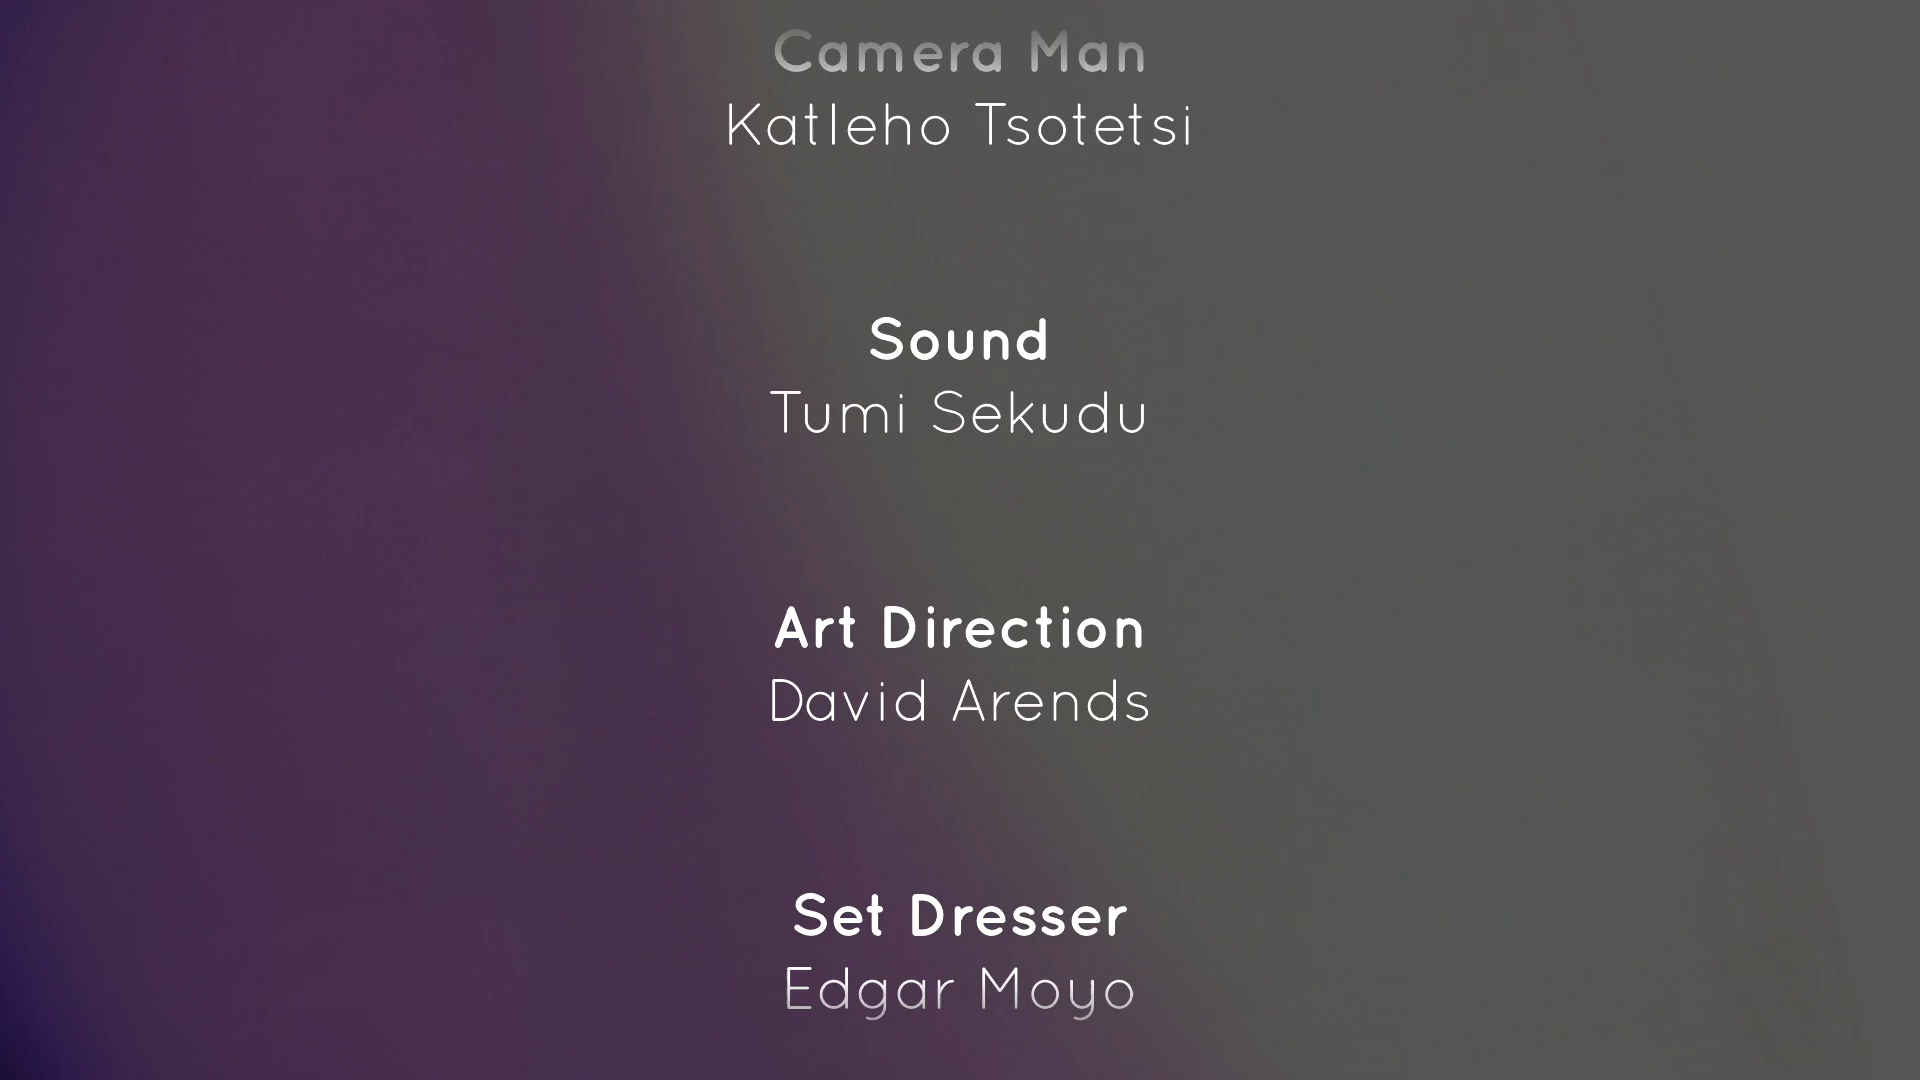 Camera Man
Katleho Tsotetsi
Sound
Tumi Sekudu
Art Direction
David Arends
Set Dresser
Edgar Moyo